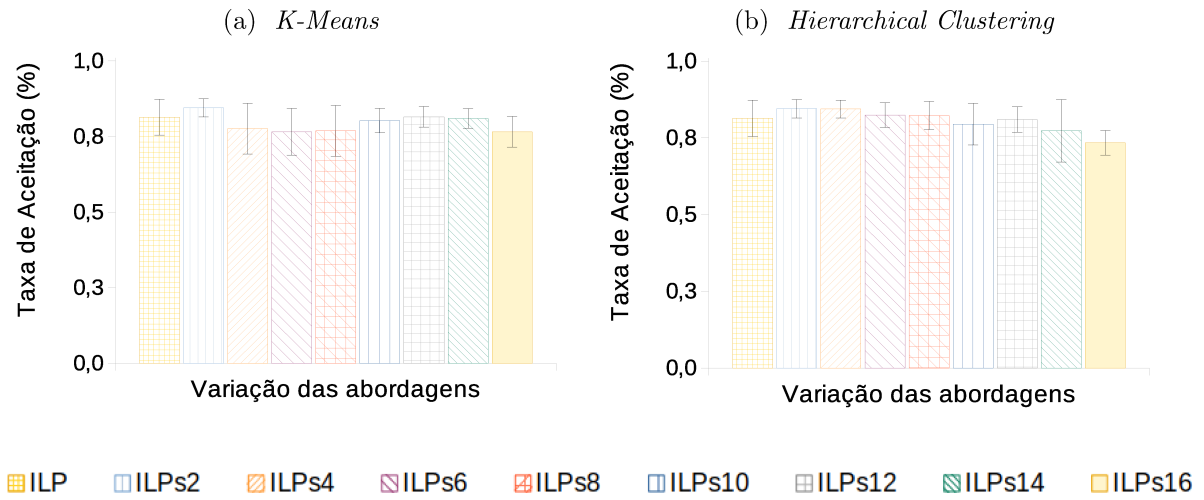 (a) K-Means
1,0
0,8
0,5
0,3
0,0
Taxa de Aceitação (%)
Variação das abordagens
(b) Hierarchical Clustering
1,0
0,8
0,5
0,3
0,0
Taxa de Aceitação (%)
Variação das abordagens
ILP ILPs2 ILPs4 ILPs6 ILPs8 ILPs10 ILPs12 ILPs14 ILPs16